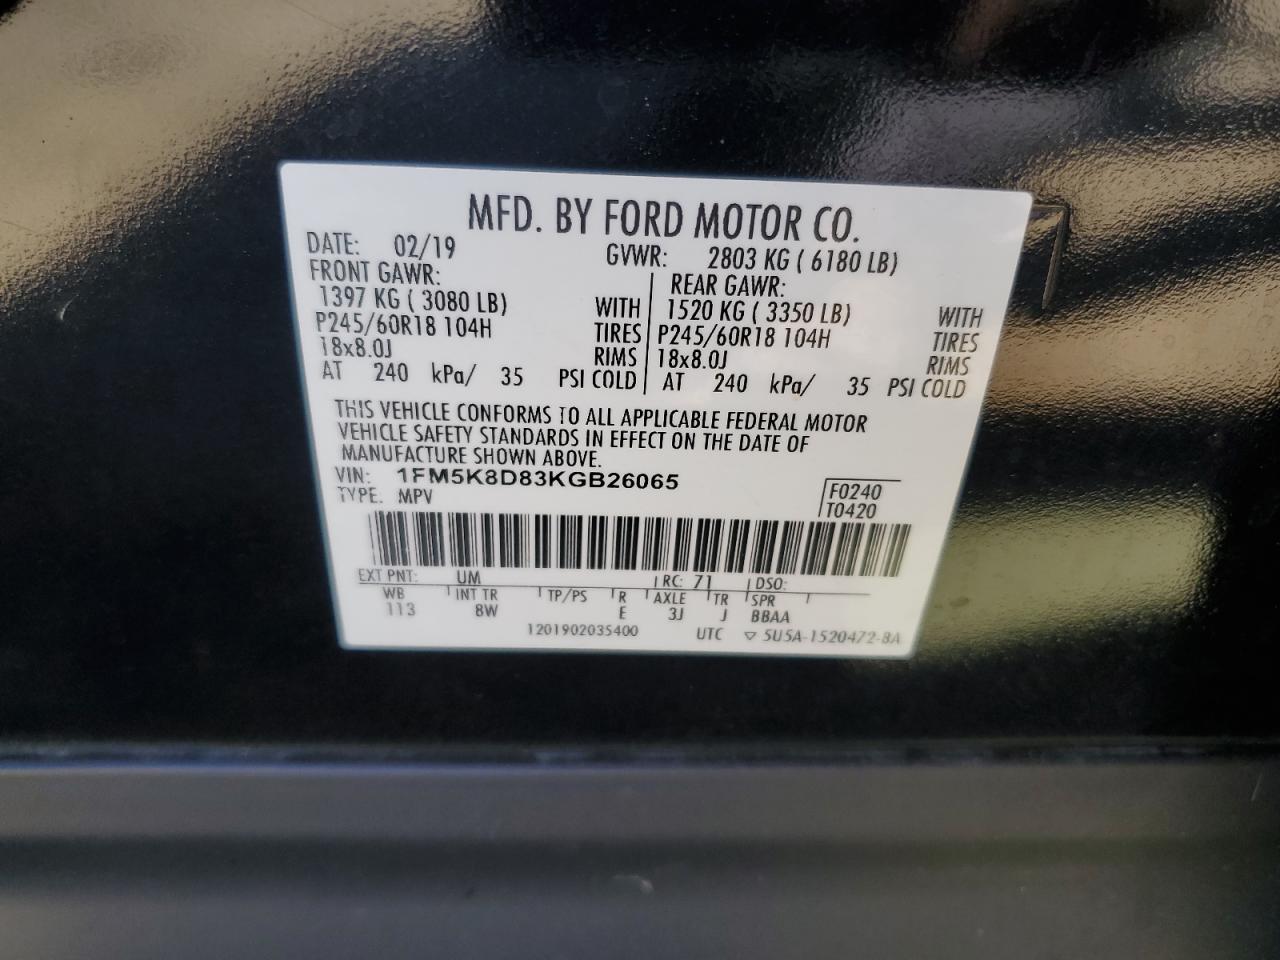 MFD. BY FORD MOTOR CO.
DATE: 02/19 GVWR: 2803 KG ( 6180 LB)
FRONT GAWR: REAR GAWR:
1397 KG ( 3080 LB) WITH 1520 KG ( 3350 LB) WITH
P245/60R18 104H TIRES P245/60R18 104H TIRES
18x8.0J RIMS 18x8.0J RIMS
AT 240 kPa/ 35 PSI COLD AT 240 kPa/ 35 PSI COLD
THIS VEHICLE CONFORMS TO ALL APPLICABLE FEDERAL MOTOR
VEHICLE SAFETY STANDARDS IN EFFECT ON THE DATE OF
MANUFACTURE SHOWN ABOVE.
VIN: 1FM5K8D83KGB26065 F0240
TYPE: MPV T0420
EXT PNT: UM RC: 71 DSO:
WB INT TR TP/PS R AXLE TR SPR
113 8W E 3J J BBAA
1201902035400 UTC ▽ 5U5A-1520472-BA